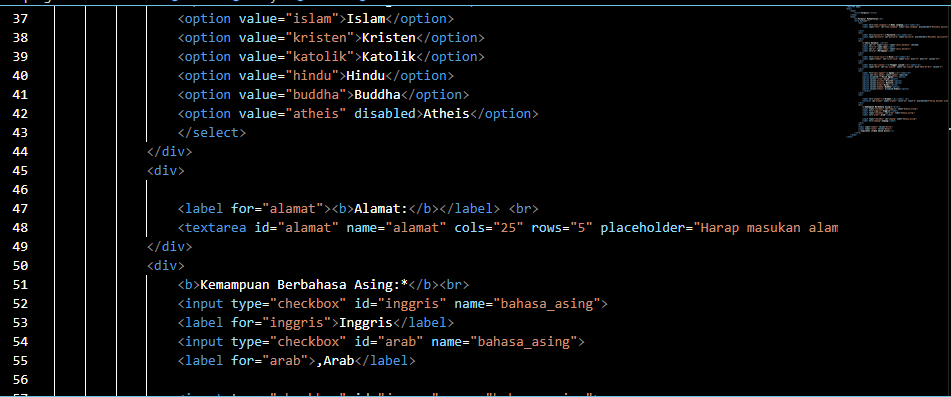 37 <option value="islam">Islam</option>
38 <option value="kristen">Kristen</option>
39 <option value="katolik">Katolik</option>
40 <option value="hindu">Hindu</option>
41 <option value="buddha">Buddha</option>
42 <option value="atheis" disabled>Atheis</option>
43 </select>
44 </div>
45 <div>
46
47 <label for="alamat"><b>Alamat:</b></label> <br>
48 <textarea id="alamat" name="alamat" cols="25" rows="5" placeholder="Harap masukan alam
49 </div>
50 <div>
51 <b>Kemampuan Berbahasa Asing:*</b><br>
52 <input type="checkbox" id="inggris" name="bahasa_asing">
53 <label for="inggris">Inggris</label>
54 <input type="checkbox" id="arab" name="bahasa_asing">
55 <label for="arab">,Arab</label>
56